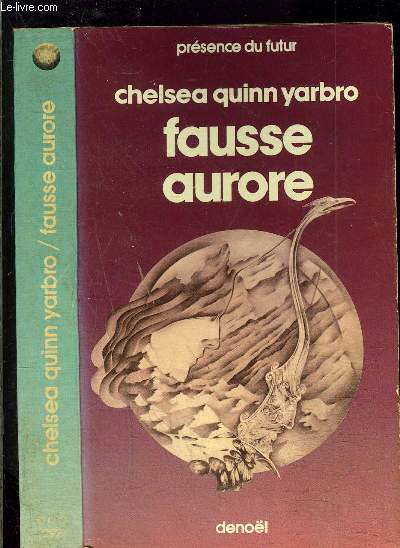 présence du futur
chelsea quinn yarbro
fausse
aurore
denoël
chelsea quinn yarbro / fausse aurore
Le-livre.com